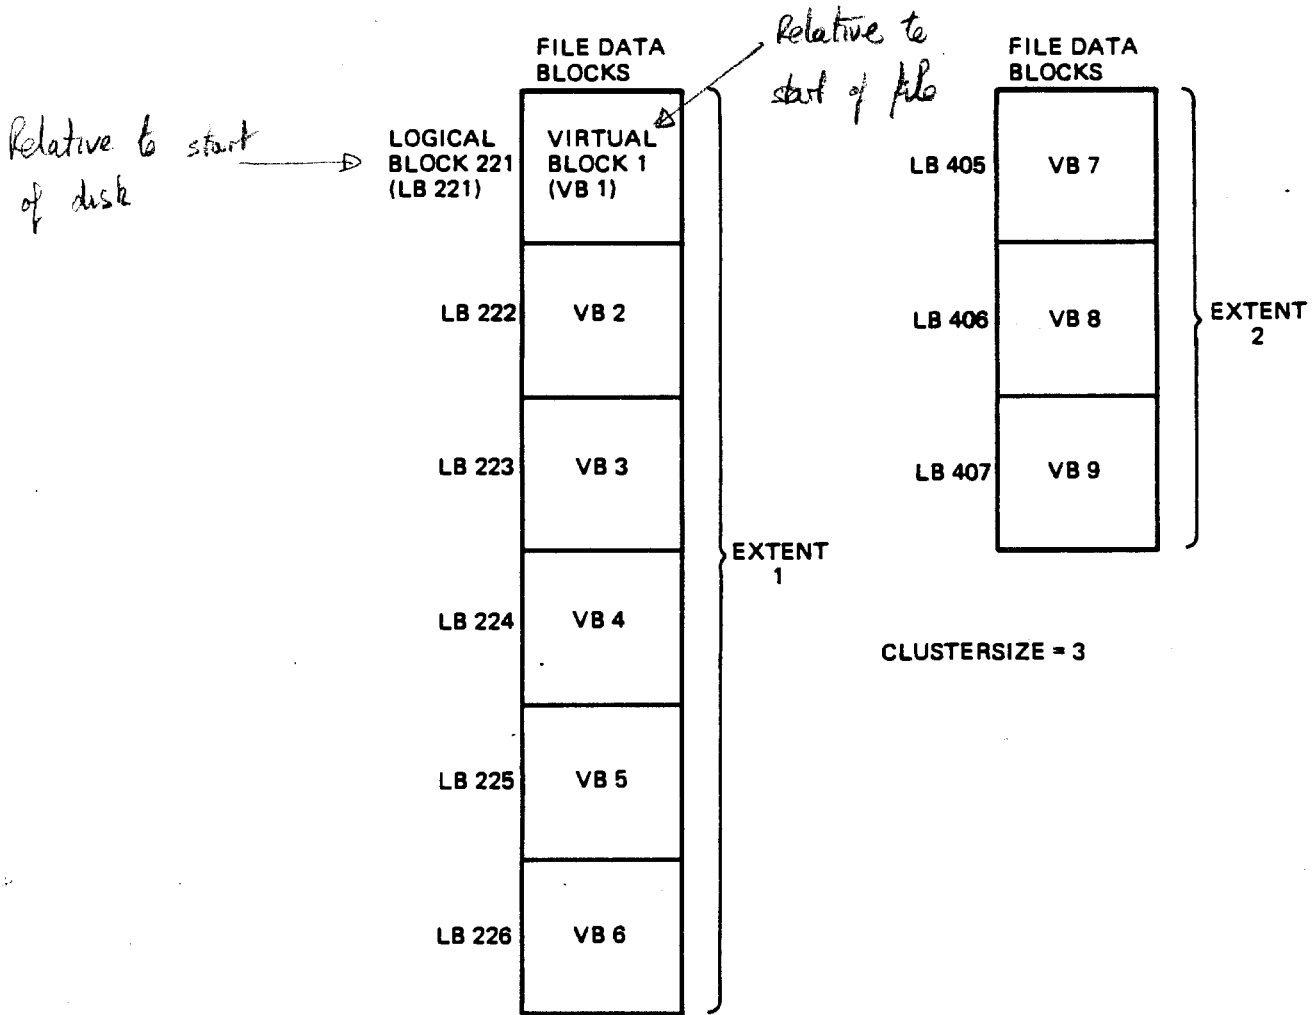 Relative to start
of disk
FILE DATA
BLOCKS
Relative to
start of file
LOGICAL
BLOCK 221
(LB 221)
VIRTUAL
BLOCK 1
(VB 1)
LB 222
VB 2
LB 223
VB 3
LB 224
VB 4
LB 225
VB 5
LB 226
VB 6
EXTENT
1
FILE DATA
BLOCKS
LB 405
VB 7
LB 406
VB 8
LB 407
VB 9
EXTENT
2
CLUSTERSIZE = 3